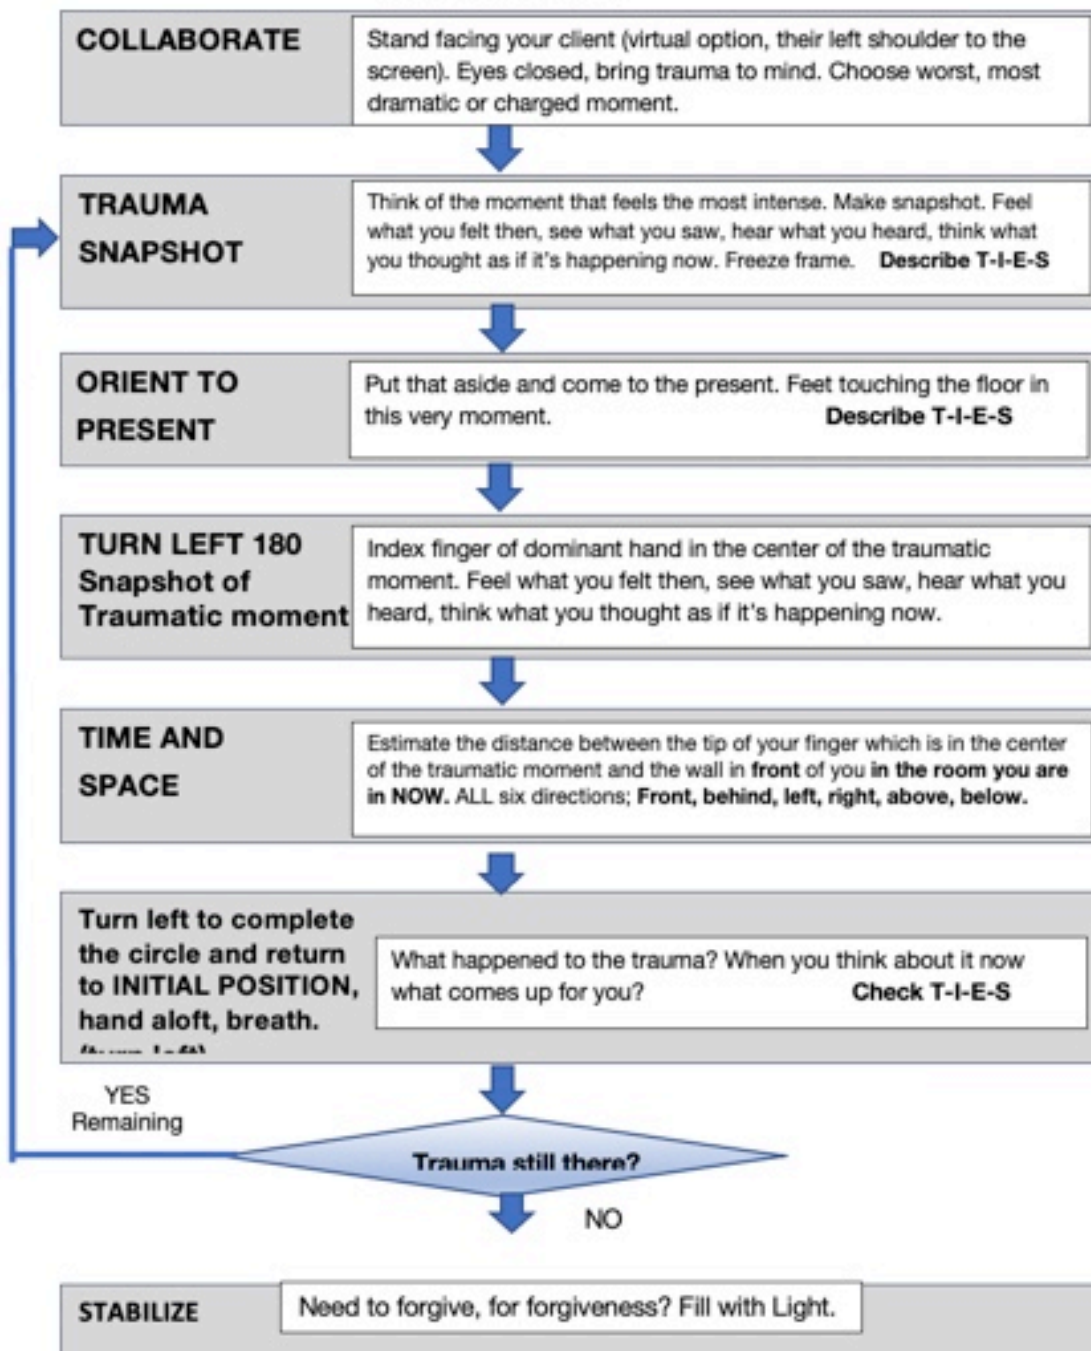 COLLABORATE
Stand facing your client (virtual option, their left shoulder to the
screen). Eyes closed, bring trauma to mind. Choose worst, most
dramatic or charged moment.
TRAUMA
SNAPSHOT
Think of the moment that feels the most intense. Make snapshot. Feel
what you felt then, see what you saw, hear what you heard, think what
you thought as if it's happening now. Freeze frame. Describe T-I-E-S
ORIENT TO
PRESENT
Put that aside and come to the present. Feet touching the floor in
this very moment. Describe T-I-E-S
TURN LEFT 180
Snapshot of
Traumatic moment
Index finger of dominant hand in the center of the traumatic
moment. Feel what you felt then, see what you saw, hear what you
heard, think what you thought as if it's happening now.
TIME AND
SPACE
Estimate the distance between the tip of your finger which is in the center
of the traumatic moment and the wall in front of you in the room you are
in NOW. ALL six directions; Front, behind, left, right, above, below.
Turn left to complete
the circle and return
to INITIAL POSITION,
hand aloft, breath.
(turn left)
What happened to the trauma? When you think about it now
what comes up for you? Check T-I-E-S
YES
Remaining
Trauma still there?
NO
STABILIZE
Need to forgive, for forgiveness? Fill with Light.